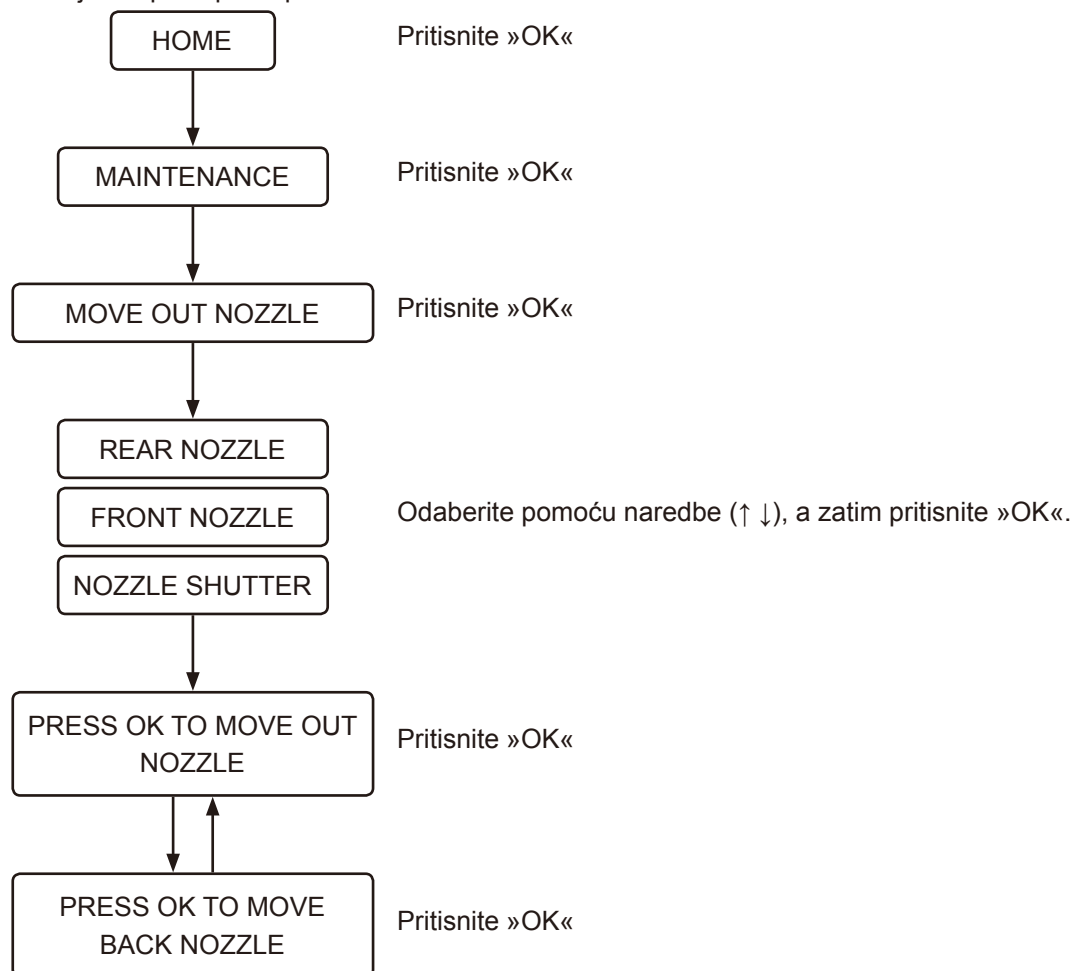 HOME
Pritisnite »OK«
MAINTENANCE
Pritisnite »OK«
MOVE OUT NOZZLE
Pritisnite »OK«
REAR NOZZLE
FRONT NOZZLE
Odaberite pomoću naredbe (↑ ↓), a zatim pritisnite »OK«.
NOZZLE SHUTTER
PRESS OK TO MOVE OUT
NOZZLE
Pritisnite »OK«
PRESS OK TO MOVE
BACK NOZZLE
Pritisnite »OK«